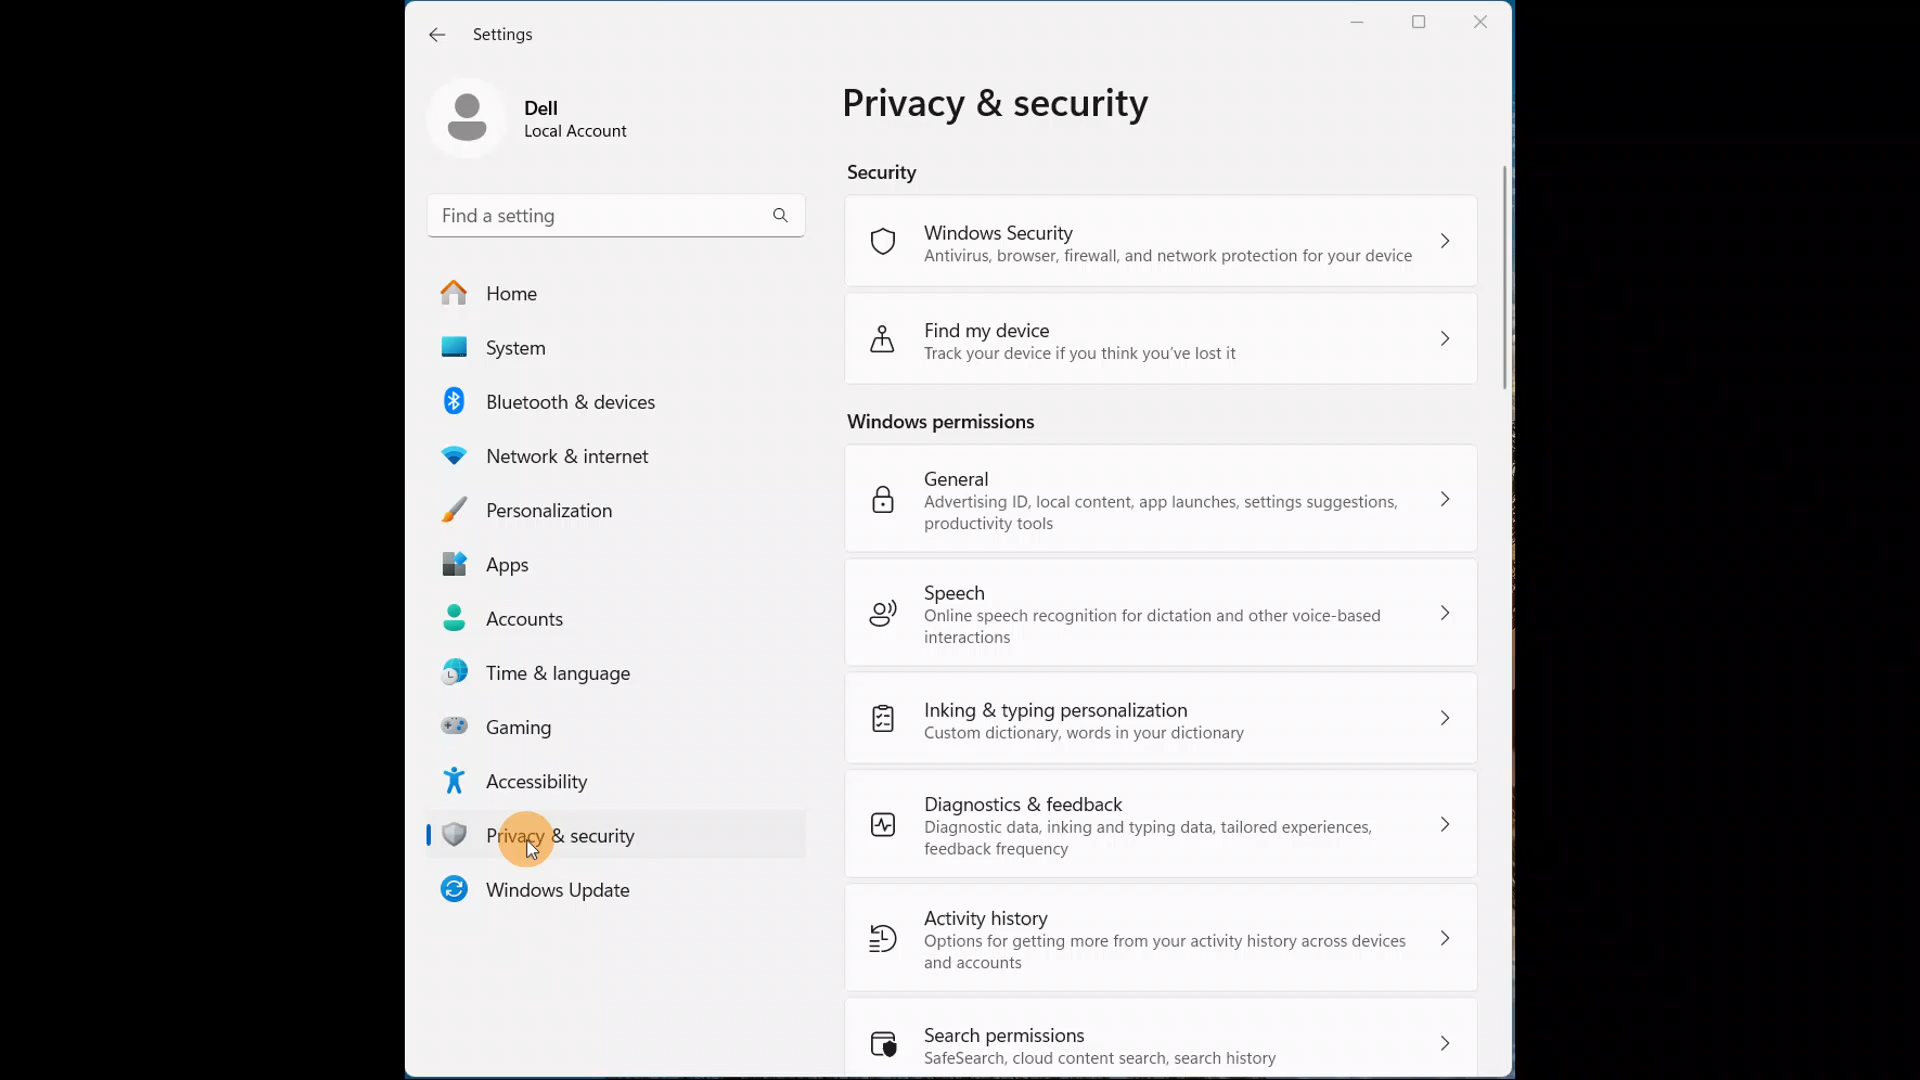 Settings
Dell
Local Account
Find a setting
Home
System
Bluetooth & devices
Network & internet
Personalization
Apps
Accounts
Time & language
Gaming
Accessibility
Privacy & security
Windows Update
Privacy & security
Security
Windows Security
Antivirus, browser, firewall, and network protection for your device
Find my device
Track your device if you think you've lost it
Windows permissions
General
Advertising ID, local content, app launches, settings suggestions,
productivity tools
Speech
Online speech recognition for dictation and other voice-based
interactions
Inking & typing personalization
Custom dictionary, words in your dictionary
Diagnostics & feedback
Diagnostic data, inking and typing data, tailored experiences,
feedback frequency
Activity history
Options for getting more from your activity history across devices
and accounts
Search permissions
SafeSearch, cloud content search, search history